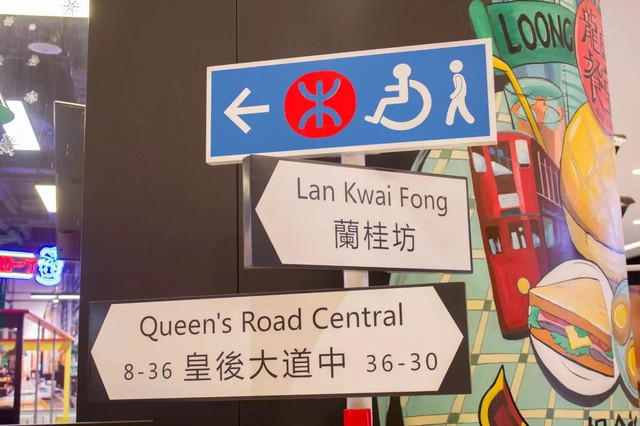 LOONG
Lan Kwai Fong
蘭桂坊
Queen's Road Central
8-36 皇後大道中 36-30